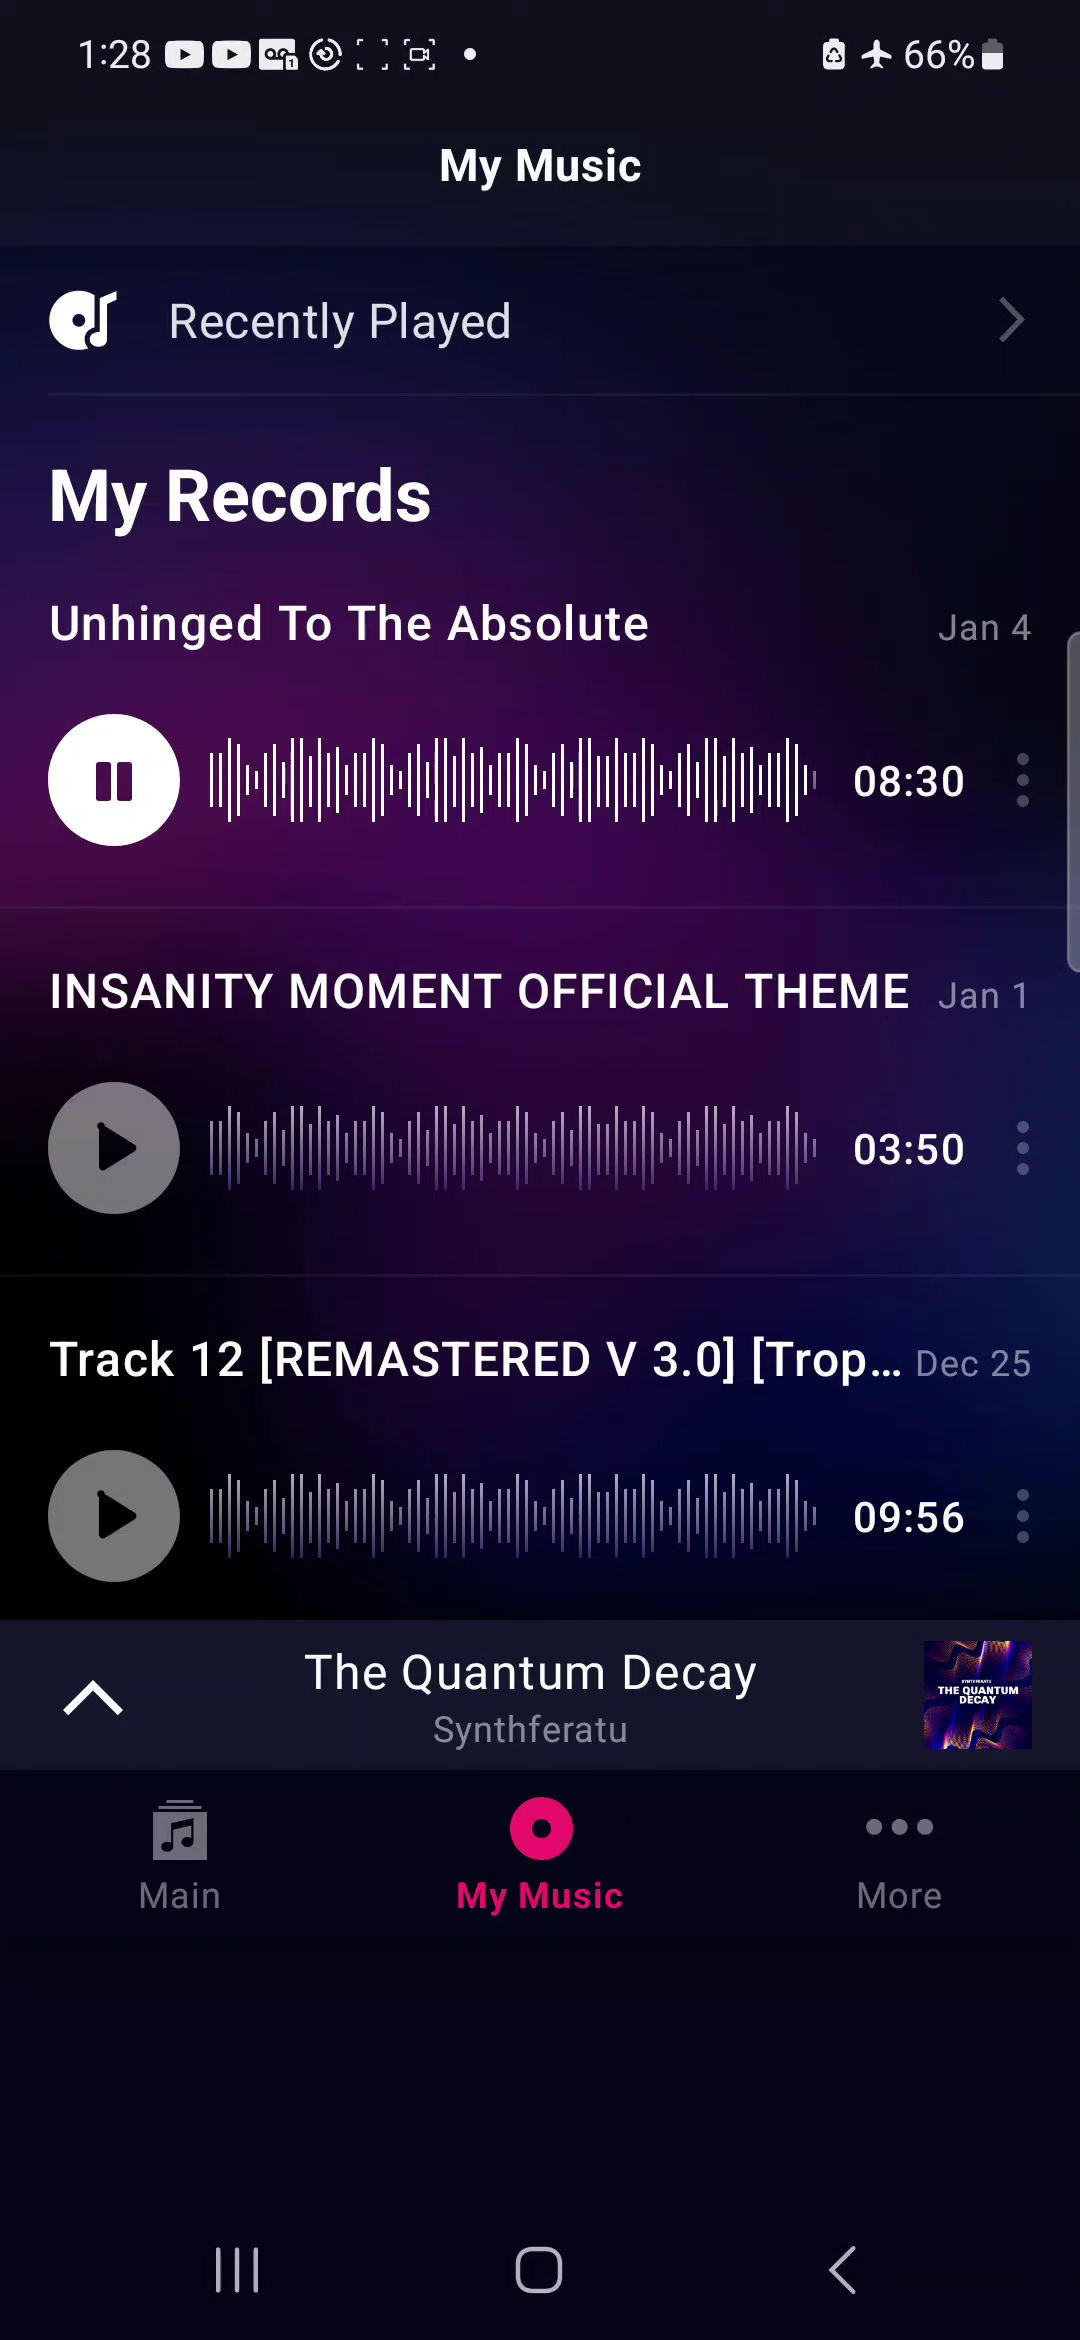 1:28
66%
My Music
Recently Played
My Records
Unhinged To The Absolute
Jan 4
08:30
INSANITY MOMENT OFFICIAL THEME
Jan 1
03:50
Track 12 [REMASTERED V 3.0] [Trop...
Dec 25
09:56
The Quantum Decay
Synthferatu
SYNTHFERATU
THE QUANTUM
DECAY
Main
My Music
More